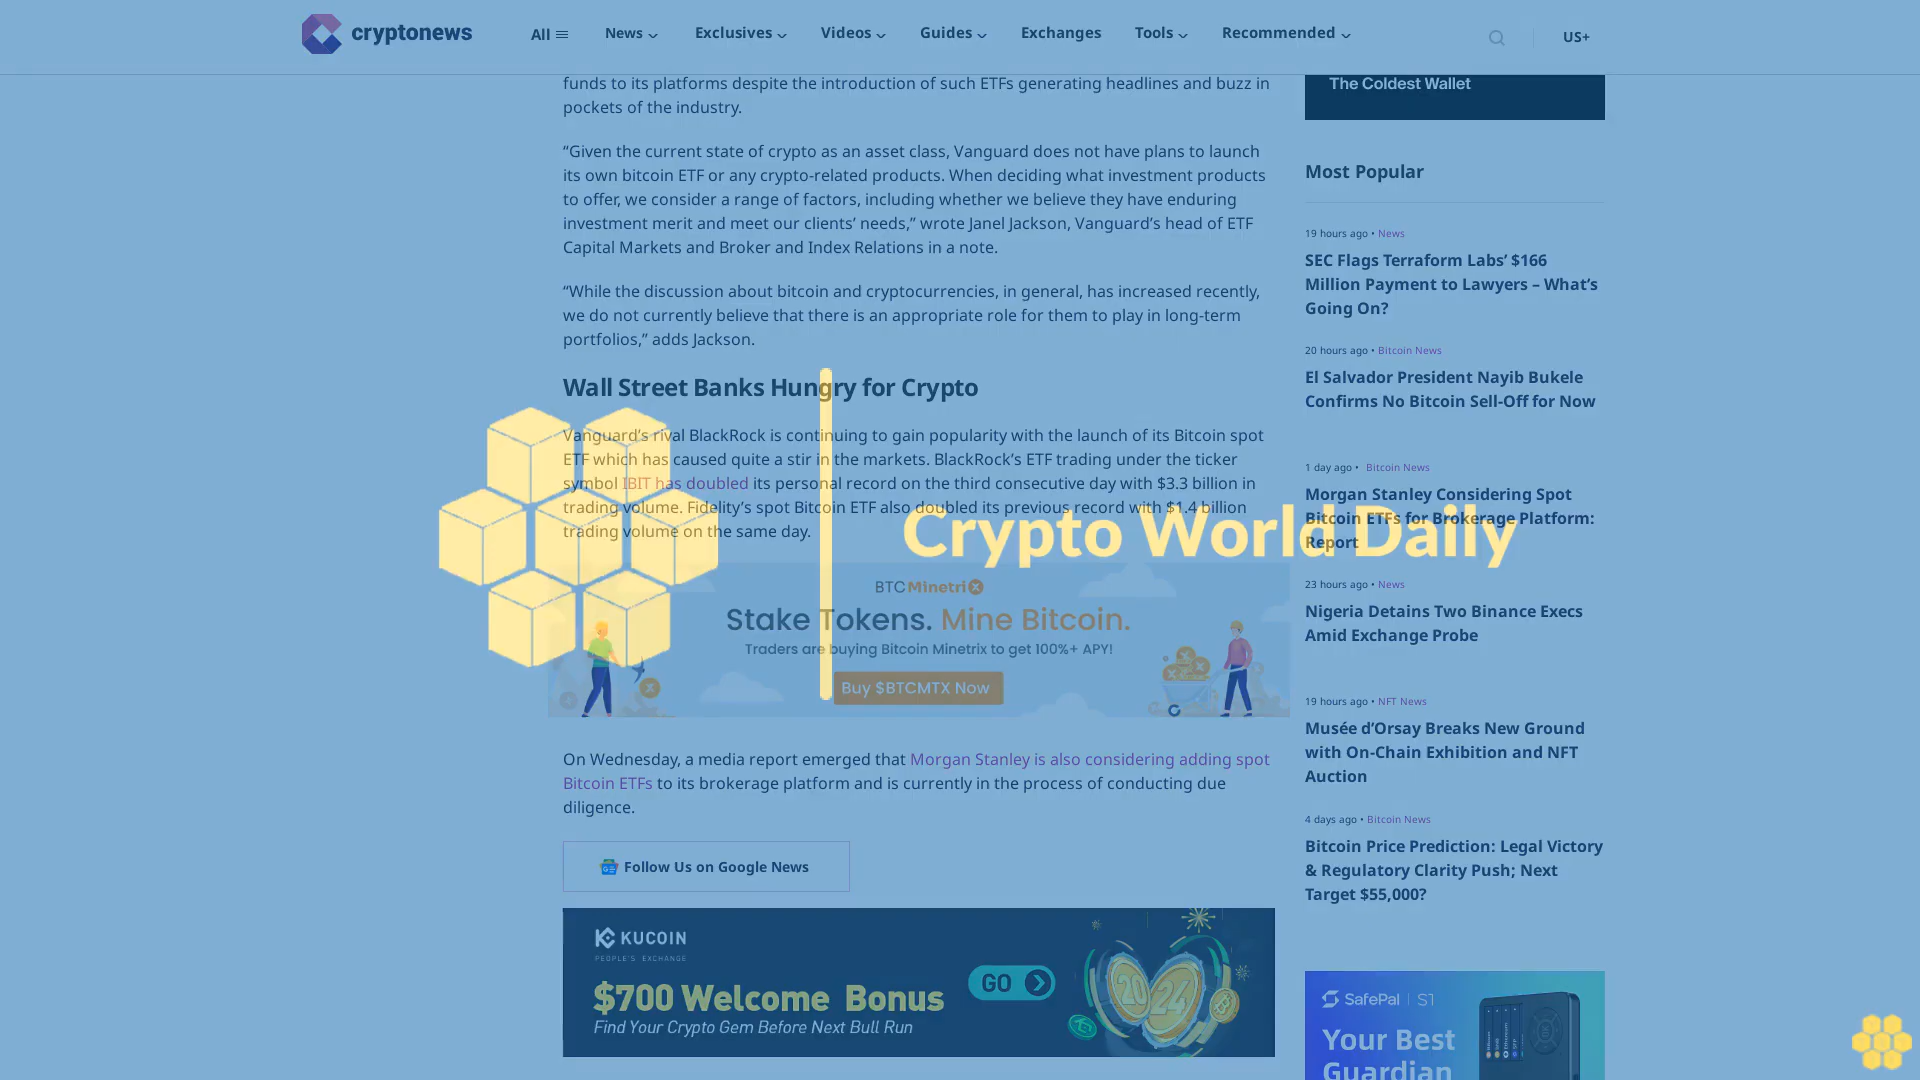 cryptonews
All
News
Exclusives
Videos
Guides
Exchanges
Tools
Recommended
US+
funds to its platforms despite the introduction of such ETFs generating headlines and buzz in
pockets of the industry.
“Given the current state of crypto as an asset class, Vanguard does not have plans to launch
its own bitcoin ETF or any crypto-related products. When deciding what investment products
to offer, we consider a range of factors, including whether we believe they have enduring
investment merit and meet our clients’ needs,” wrote Janel Jackson, Vanguard’s head of ETF
Capital Markets and Broker and Index Relations in a note.
“While the discussion about bitcoin and cryptocurrencies, in general, has increased recently,
we do not currently believe that there is an appropriate role for them to play in long-term
portfolios,” adds Jackson.
Wall Street Banks Hungry for Crypto
Vanguard’s rival BlackRock is continuing to gain popularity with the launch of its Bitcoin spot
ETF which has caused quite a stir in the markets. BlackRock’s ETF trading under the ticker
symbol IBIT has doubled its personal record on the third consecutive day with $3.3 billion in
trading volume. Fidelity’s spot Bitcoin ETF also doubled its previous record with $1.4 billion
trading volume on the same day.
Crypto World Daily
BTC Minetrix
Stake Tokens. Mine Bitcoin.
Traders are buying Bitcoin Minetrix to get 100%+ APY!
Buy $BTCMTX Now
On Wednesday, a media report emerged that Morgan Stanley is also considering adding spot
Bitcoin ETFs to its brokerage platform and is currently in the process of conducting due
diligence.
Follow Us on Google News
KUCOIN
PEOPLE'S EXCHANGE
$700 Welcome Bonus
Find Your Crypto Gem Before Next Bull Run
GO
20
24
The Coldest Wallet
Most Popular
19 hours ago • News
SEC Flags Terraform Labs’ $166
Million Payment to Lawyers – What’s
Going On?
20 hours ago • Bitcoin News
El Salvador President Nayib Bukele
Confirms No Bitcoin Sell-Off for Now
1 day ago • Bitcoin News
Morgan Stanley Considering Spot
Bitcoin ETFs for Brokerage Platform:
Report
23 hours ago • News
Nigeria Detains Two Binance Execs
Amid Exchange Probe
19 hours ago • NFT News
Musée d’Orsay Breaks New Ground
with On-Chain Exhibition and NFT
Auction
4 days ago • Bitcoin News
Bitcoin Price Prediction: Legal Victory
& Regulatory Clarity Push; Next
Target $55,000?
SafePal | S1
Your Best
Guardian